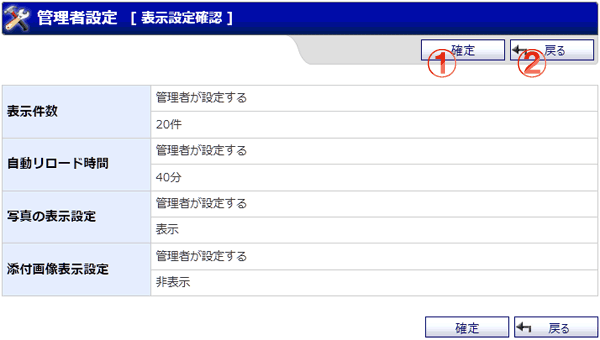 管理者設定 [ 表示設定確認 ]
① 確定 ② 戻る
表示件数
管理者が設定する
20件
自動リロード時間
管理者が設定する
40分
写真の表示設定
管理者が設定する
表示
添付画像表示設定
管理者が設定する
非表示
確定 戻る